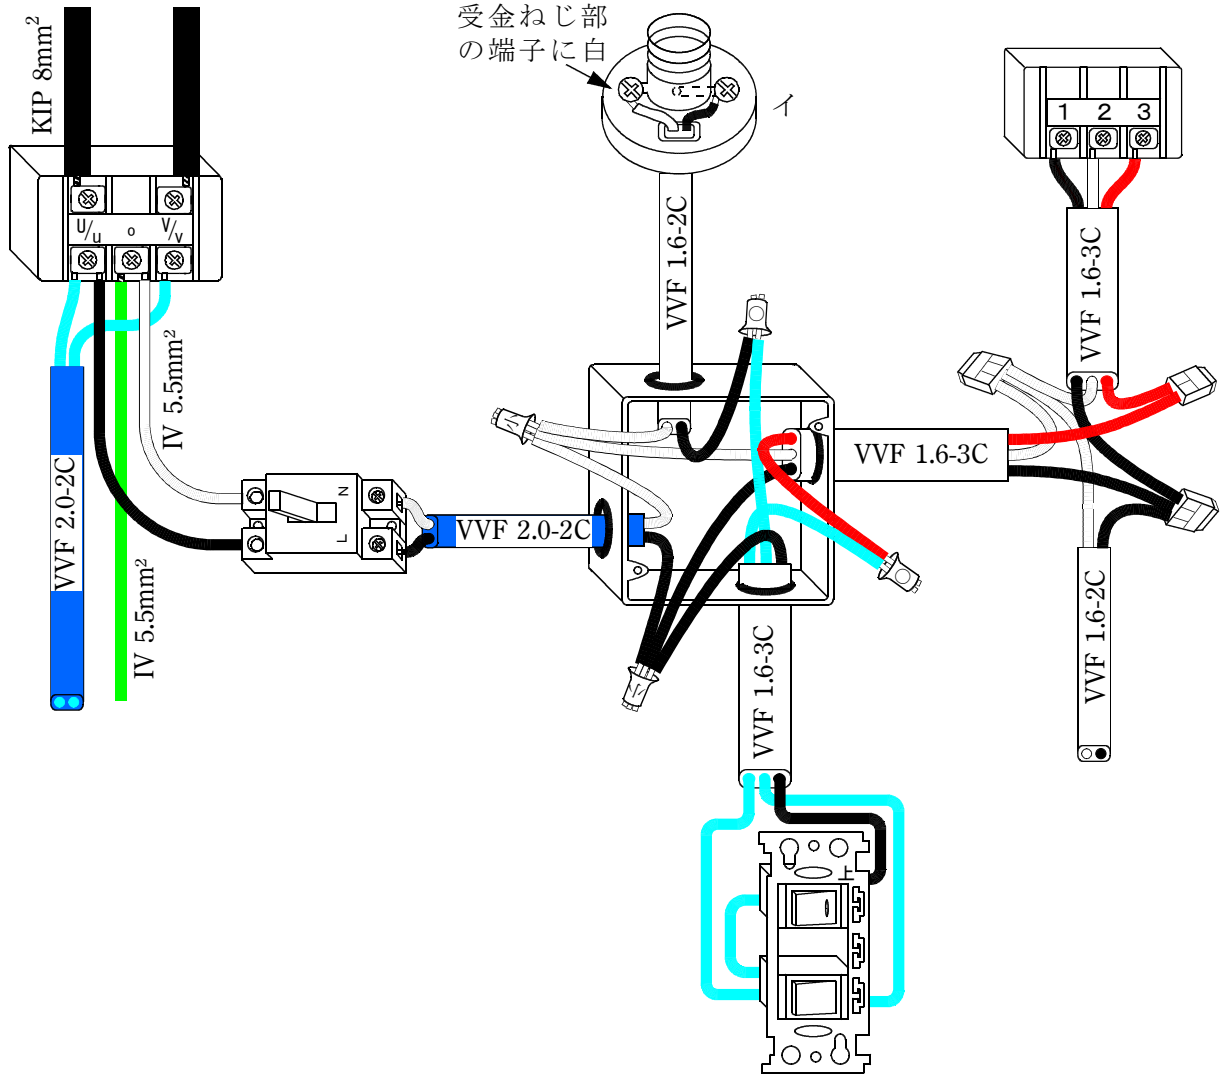 受金ねじ部
の端子に白
イ
KIP 8mm²
U/u
o
V/v
1
2
3
VVF 1.6-2C
VVF 1.6-3C
IV 5.5mm²
VVF 2.0-2C
N
L
VVF 2.0-2C
VVF 1.6-3C
IV 5.5mm²
VVF 1.6-3C
VVF 1.6-2C
上